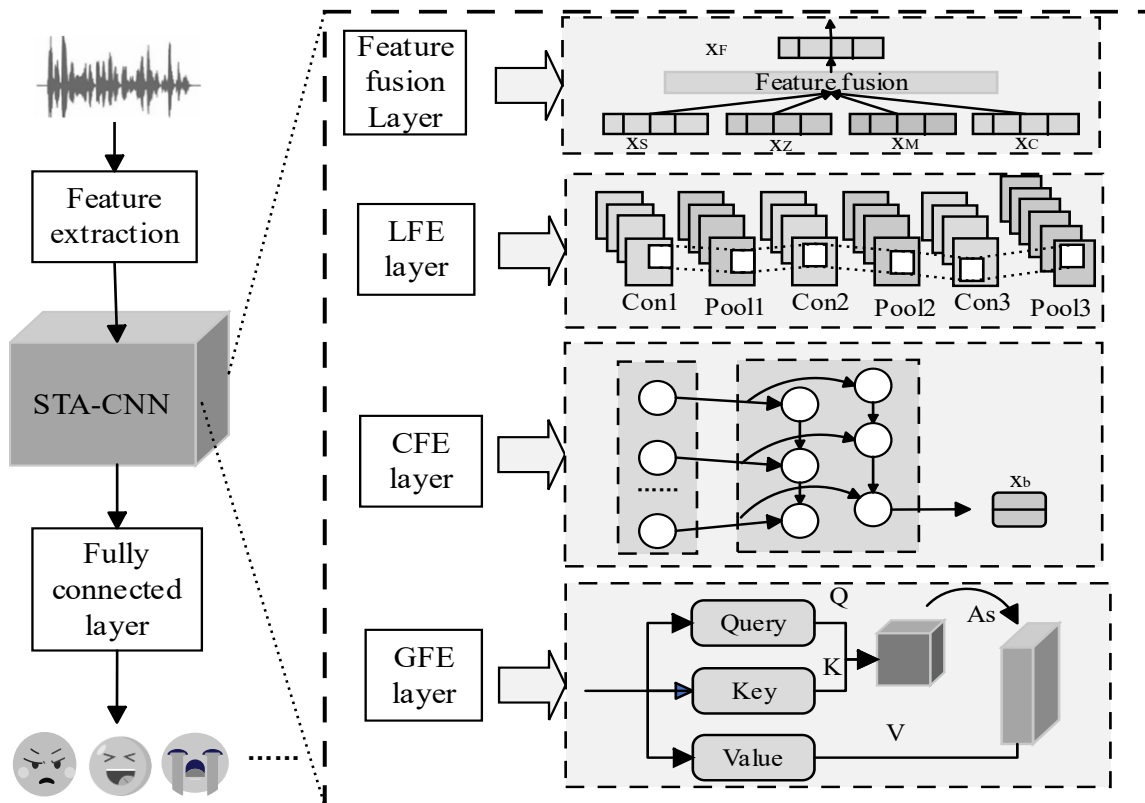 Feature
extraction
STA-CNN
Fully
connected
layer
Feature
fusion
Layer
XF
Feature fusion
XS XZ XM XC
LFE
layer
Con1 Pool1 Con2 Pool2 Con3 Pool3
CFE
layer
Xb
GFE
layer
Query
Key
Value
Q
K
V
As